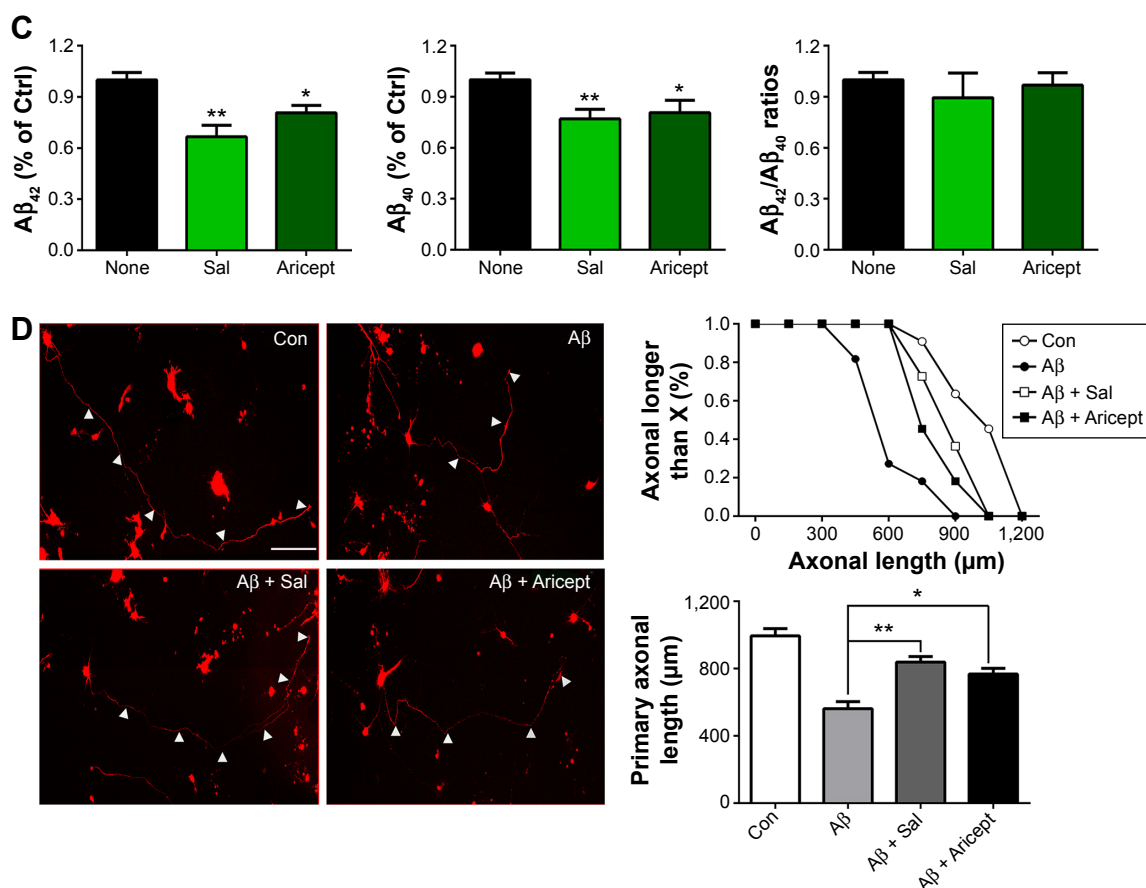 C
Aβ42 (% of Ctrl)
1.2
0.9
0.6
0.3
0.0
**
*
None
Sal
Aricept
Aβ40 (% of Ctrl)
1.2
0.9
0.6
0.3
0.0
**
*
None
Sal
Aricept
Aβ42/Aβ40 ratios
1.2
0.9
0.6
0.3
0.0
None
Sal
Aricept
D
Con
Aβ
Aβ + Sal
Aβ + Aricept
Axonal longer
than X (%)
1.0
0.8
0.6
0.4
0.2
0.0
0
300
600
900
1,200
Axonal length (µm)
Con
Aβ
Aβ + Sal
Aβ + Aricept
Primary axonal
length (µm)
1,200
800
400
0
*
**
Con
Aβ
Aβ + Sal
Aβ + Aricept